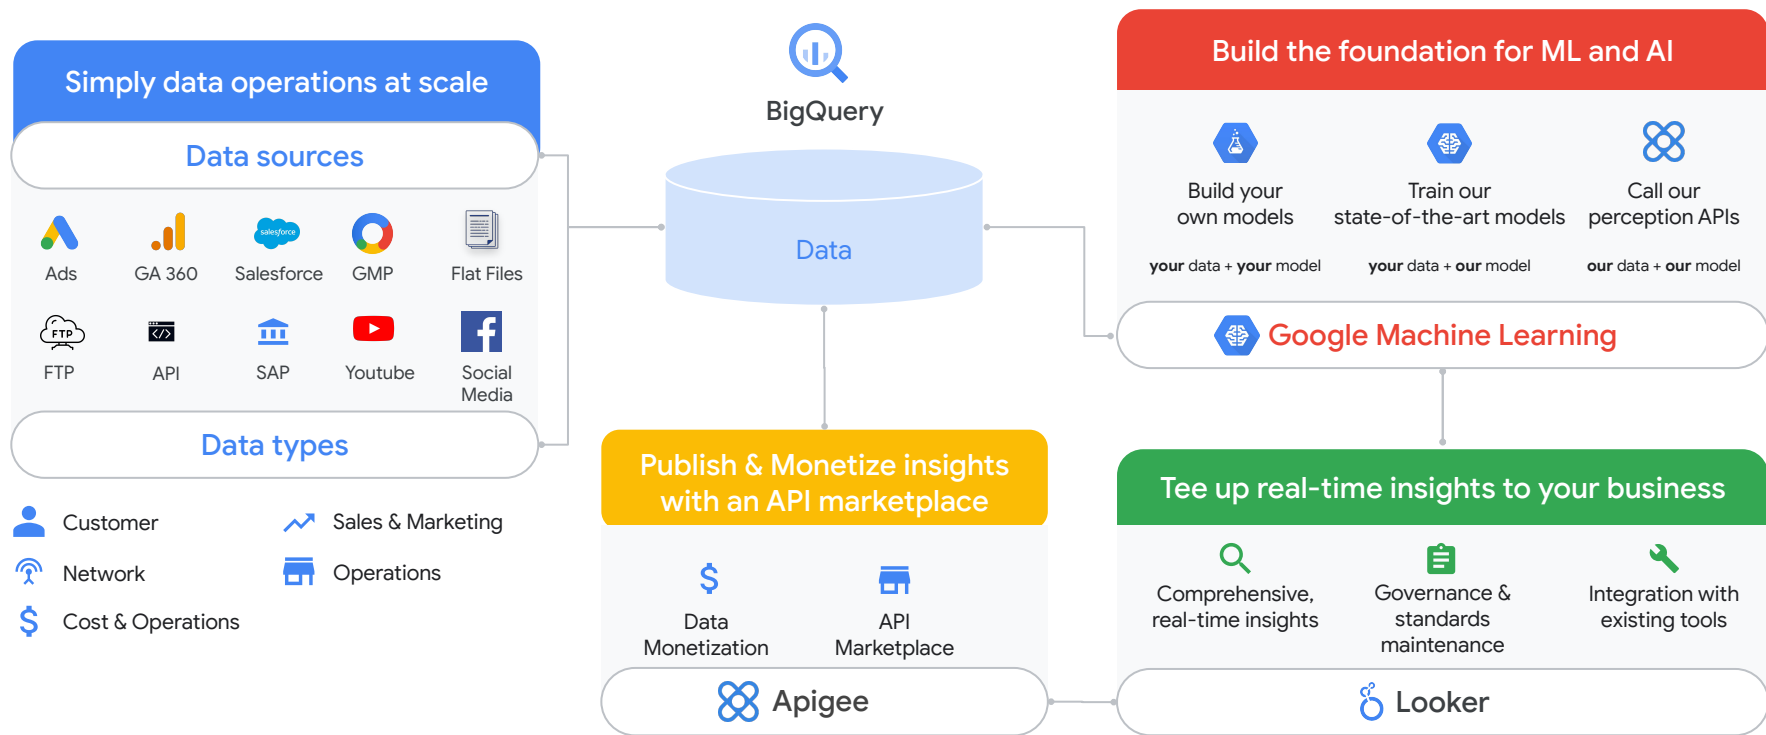 Simply data operations at scale
Data sources
Ads
GA 360
salesforce
Salesforce
GMP
Flat Files
FTP
FTP
</>
API
SAP
Youtube
Social
Media
Data types
Customer
Sales & Marketing
Network
Operations
$
Cost & Operations
BigQuery
Data
Publish & Monetize insights
with an API marketplace
$
Data
Monetization
API
Marketplace
Apigee
Build the foundation for ML and AI
Build your
own models
your data + your model
Train our
state-of-the-art models
your data + our model
Call our
perception APIs
our data + our model
Google Machine Learning
Tee up real-time insights to your business
Comprehensive,
real-time insights
Governance &
standards
maintenance
Integration with
existing tools
Looker